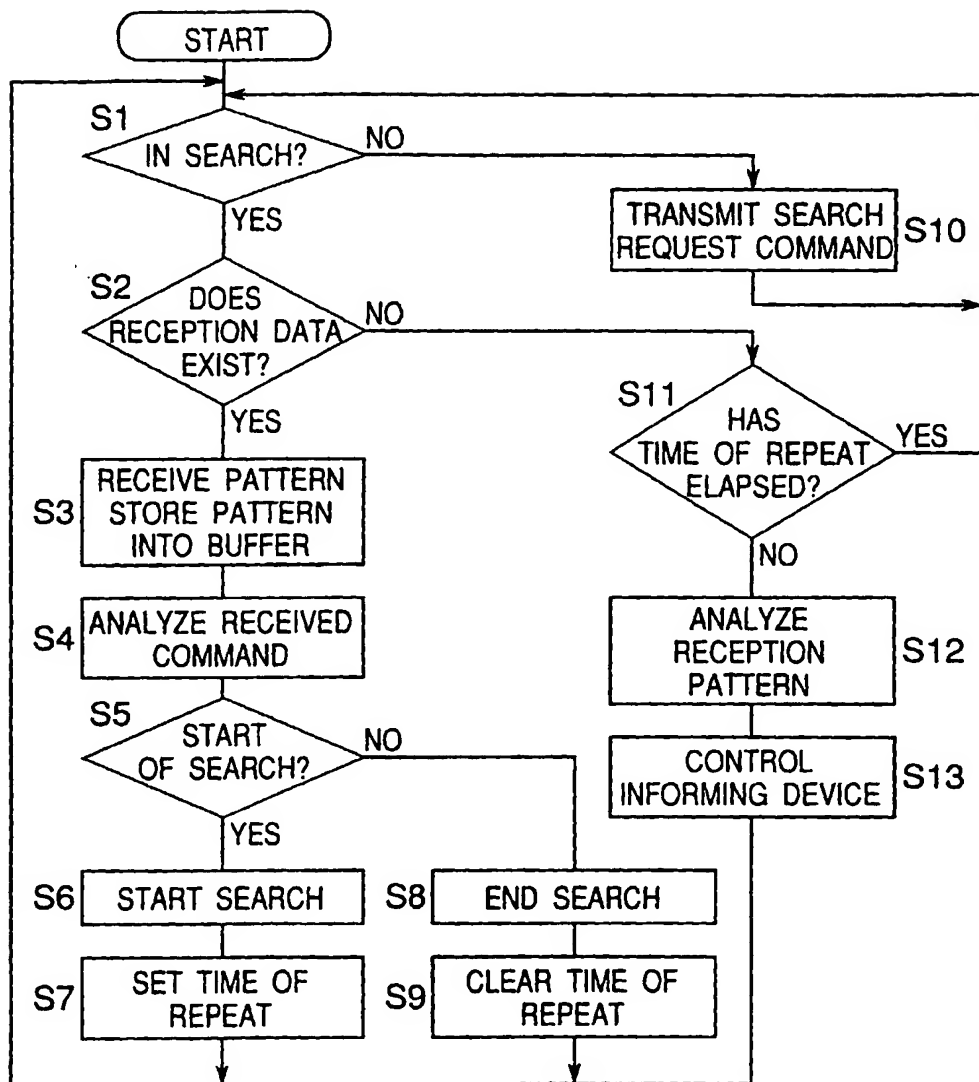 START
S1
IN SEARCH?
NO
YES
TRANSMIT SEARCH
REQUEST COMMAND
S10
S2
DOES
RECEPTION DATA
EXIST?
NO
YES
S11
HAS
TIME OF REPEAT
ELAPSED?
YES
NO
S3
RECEIVE PATTERN
STORE PATTERN
INTO BUFFER
S4
ANALYZE RECEIVED
COMMAND
ANALYZE
RECEPTION
PATTERN
S12
S5
START
OF SEARCH?
NO
YES
CONTROL
INFORMING DEVICE
S13
S6
START SEARCH
S8
END SEARCH
S7
SET TIME OF
REPEAT
S9
CLEAR TIME OF
REPEAT